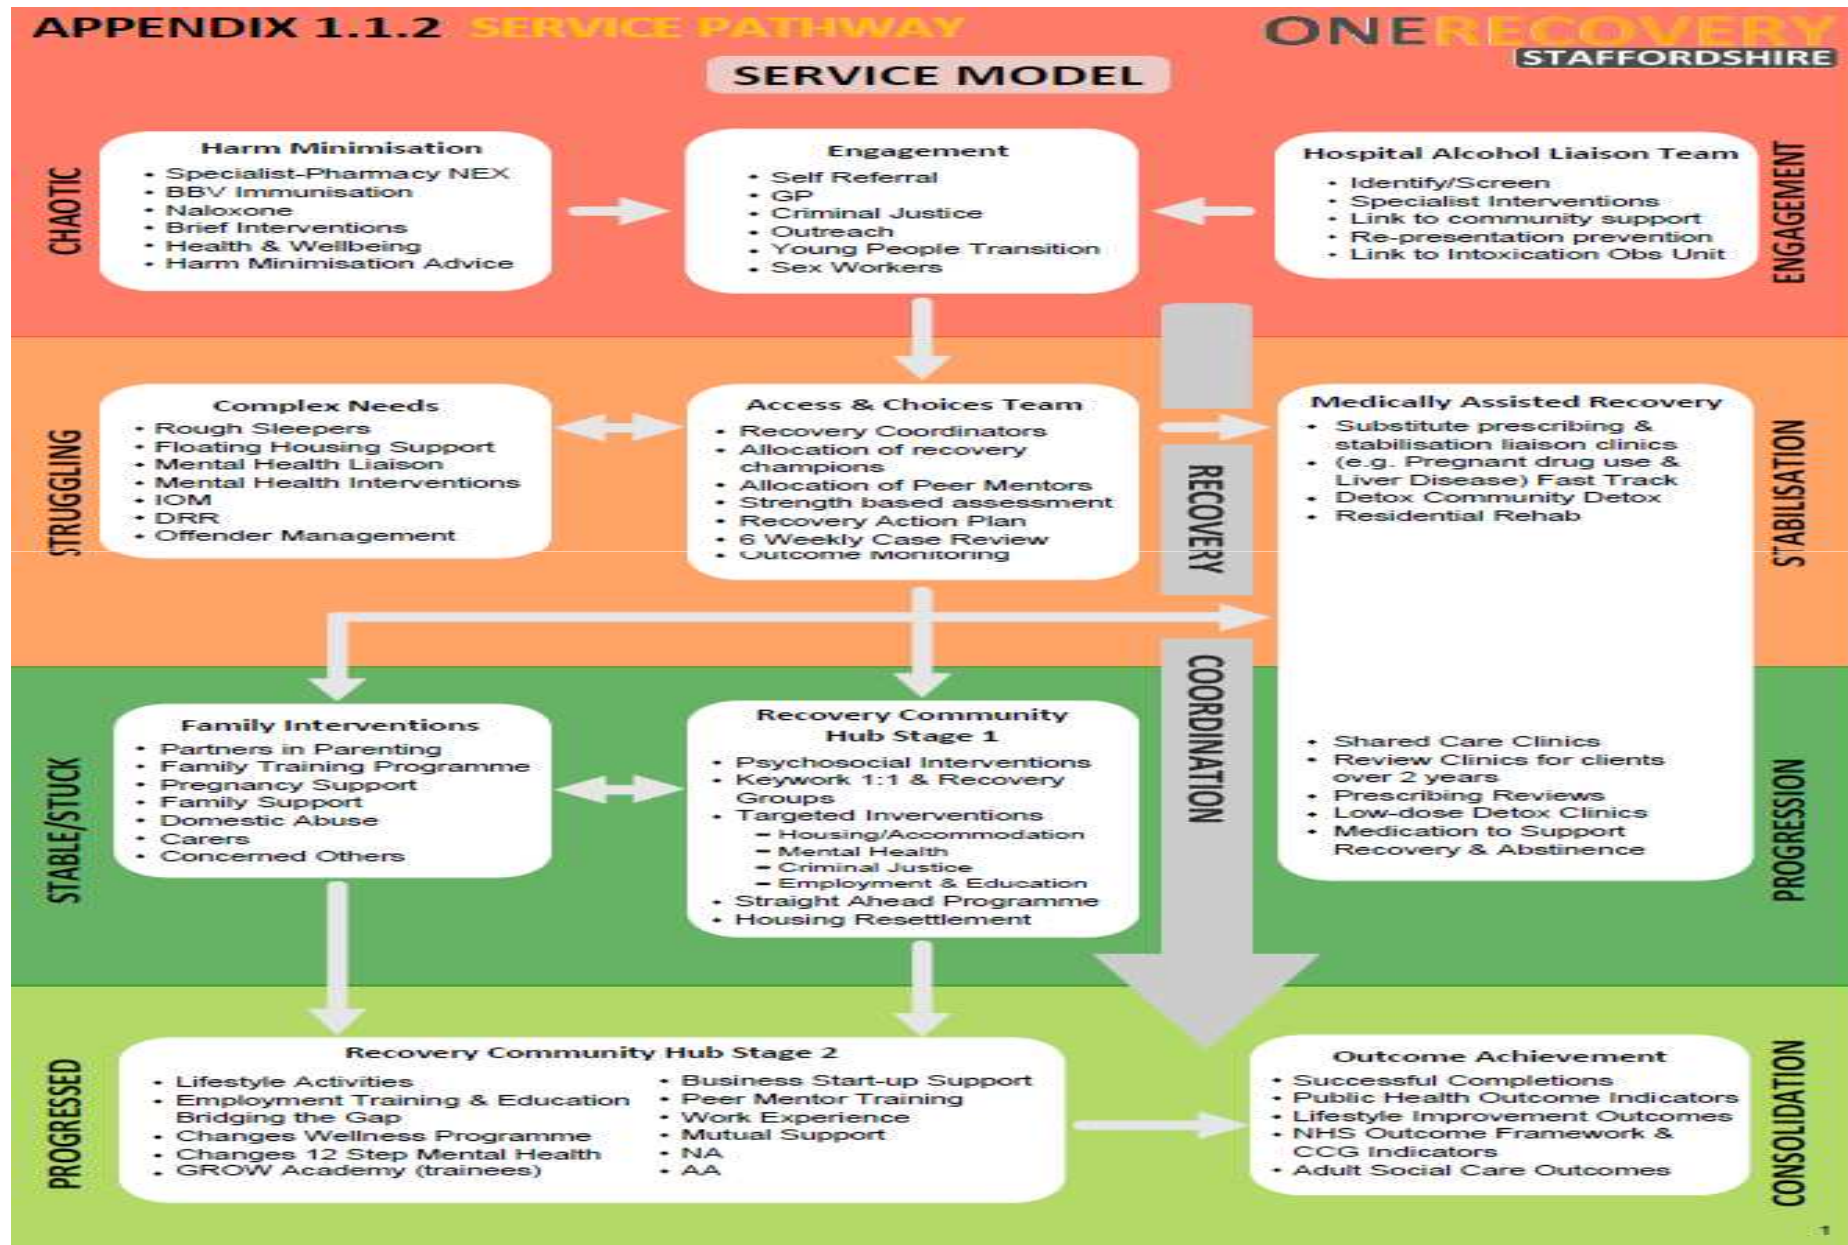 APPENDIX 1.1.2 SERVICE PATHWAY
ONERECOVERY
STAFFORDSHIRE
SERVICE MODEL
CHAOTIC
Harm Minimisation
• Specialist-Pharmacy NEX
• BBV Immunisation
• Naloxone
• Brief Interventions
• Health & Wellbeing
• Harm Minimisation Advice
Engagement
• Self Referral
• GP
• Criminal Justice
• Outreach
• Young People Transition
• Sex Workers
Hospital Alcohol Liaison Team
• Identify/Screen
• Specialist Interventions
• Link to community support
• Re-presentation prevention
• Link to Intoxication Obs Unit
ENGAGEMENT
STRUGGLING
Complex Needs
• Rough Sleepers
• Floating Housing Support
• Mental Health Liaison
• Mental Health Interventions
• IOM
• DRR
• Offender Management
Access & Choices Team
• Recovery Coordinators
• Allocation of recovery
champions
• Allocation of Peer Mentors
• Strength based assessment
• Recovery Action Plan
• 6 Weekly Case Review
• Outcome Monitoring
RECOVERY
COORDINATION
Medically Assisted Recovery
• Substitute prescribing &
stabilisation liaison clinics
• (e.g. Pregnant drug use &
Liver Disease) Fast Track
• Detox Community Detox
• Residential Rehab
• Shared Care Clinics
• Review Clinics for clients
over 2 years
• Prescribing Reviews
• Low-dose Detox Clinics
• Medication to Support
Recovery & Abstinence
STABILISATION
PROGRESSION
STABLE/STUCK
Family Interventions
• Partners in Parenting
• Family Training Programme
• Pregnancy Support
• Family Support
• Domestic Abuse
• Carers
• Concerned Others
Recovery Community
Hub Stage 1
• Psychosocial Interventions
• Keywork 1:1 & Recovery
Groups
• Targeted Inverventions
– Housing/Accommodation
– Mental Health
– Criminal Justice
– Employment & Education
• Straight Ahead Programme
• Housing Resettlement
PROGRESSED
Recovery Community Hub Stage 2
• Lifestyle Activities
• Employment Training & Education
Bridging the Gap
• Changes Wellness Programme
• Changes 12 Step Mental Health
• GROW Academy (trainees)
• Business Start-up Support
• Peer Mentor Training
• Work Experience
• Mutual Support
• NA
• AA
Outcome Achievement
• Successful Completions
• Public Health Outcome Indicators
• Lifestyle Improvement Outcomes
• NHS Outcome Framework &
CCG Indicators
• Adult Social Care Outcomes
CONSOLIDATION
1